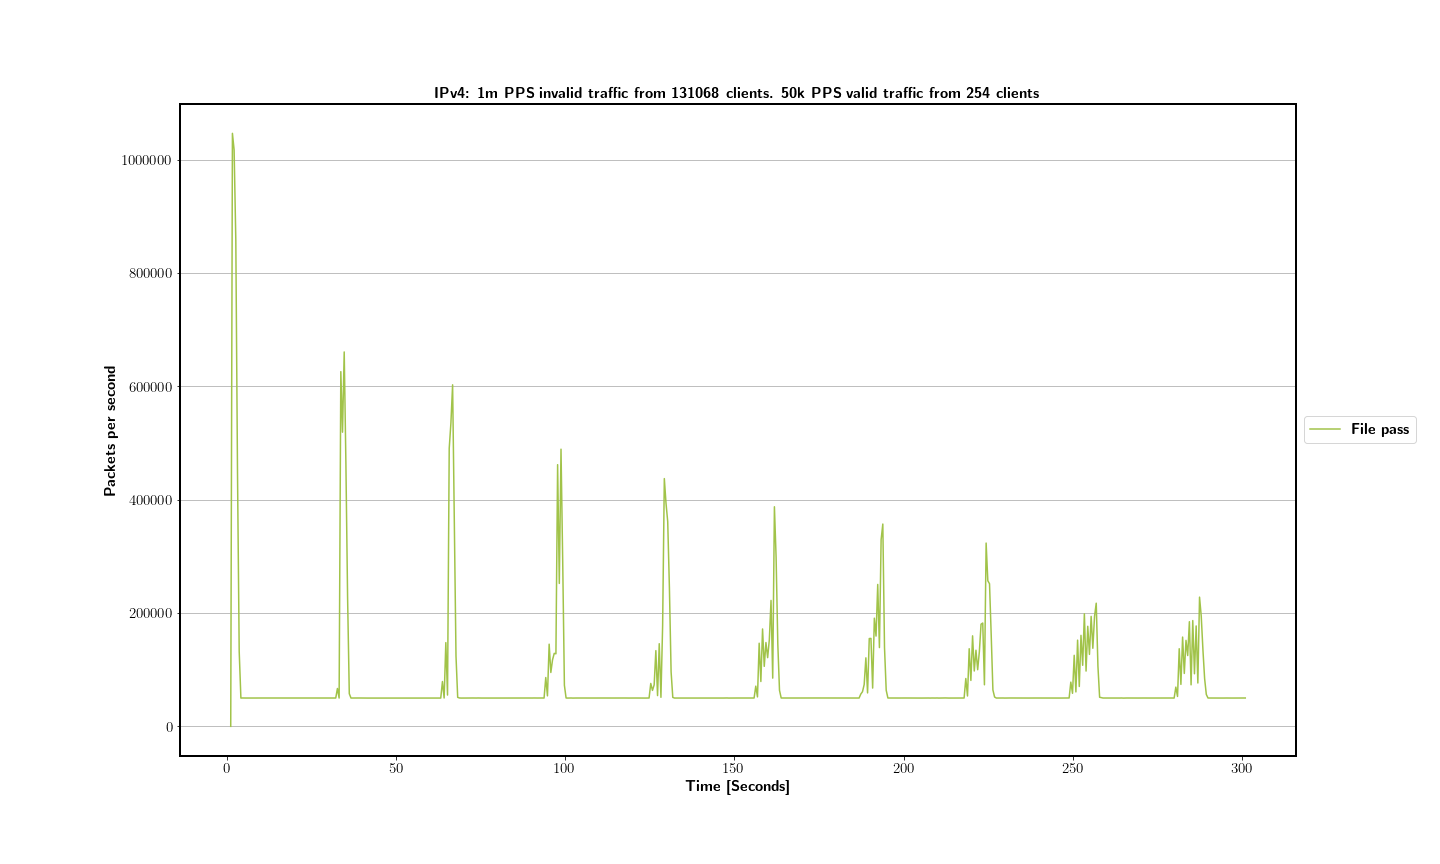 IPv4: 1m PPS invalid traffic from 131068 clients. 50k PPS valid traffic from 254 clients
1000000
800000
600000
400000
200000
0
Packets per second
File pass
0 50 100 150 200 250 300
Time [Seconds]